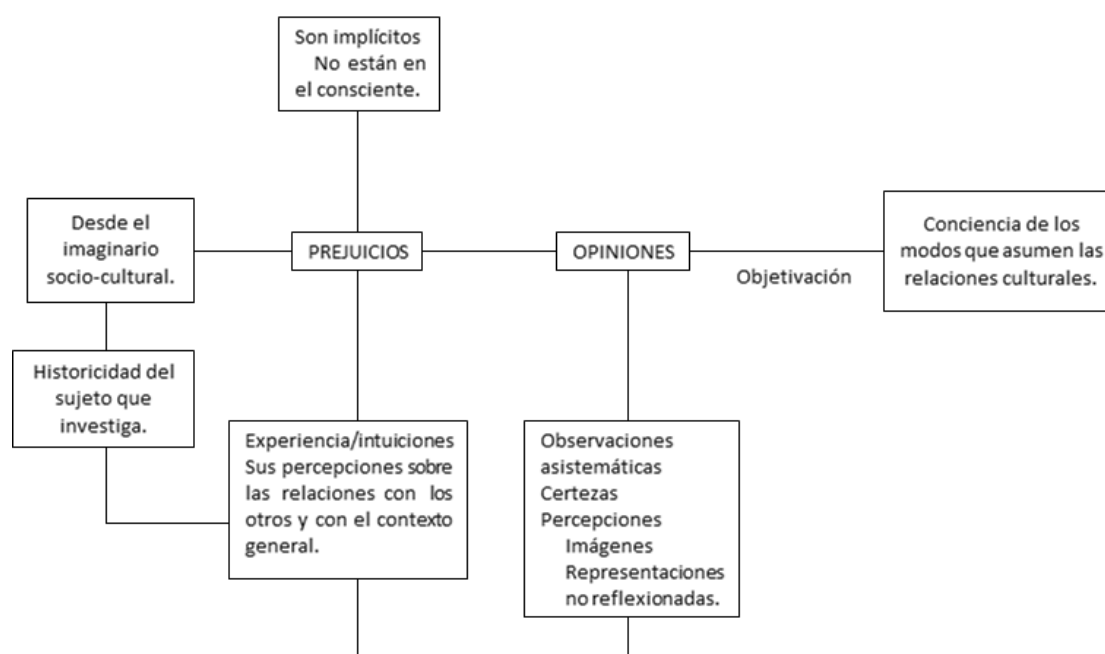 Son implícitos
No están en
el consciente.
Desde el
imaginario
socio-cultural.
PREJUICIOS
OPINIONES
Objetivación
Conciencia de los
modos que asumen las
relaciones culturales.
Historicidad del
sujeto que
investiga.
Experiencia/intuiciones
Sus percepciones sobre
las relaciones con los
otros y con el contexto
general.
Observaciones
asistemáticas
Certezas
Percepciones
Imágenes
Representaciones
no reflexionadas.